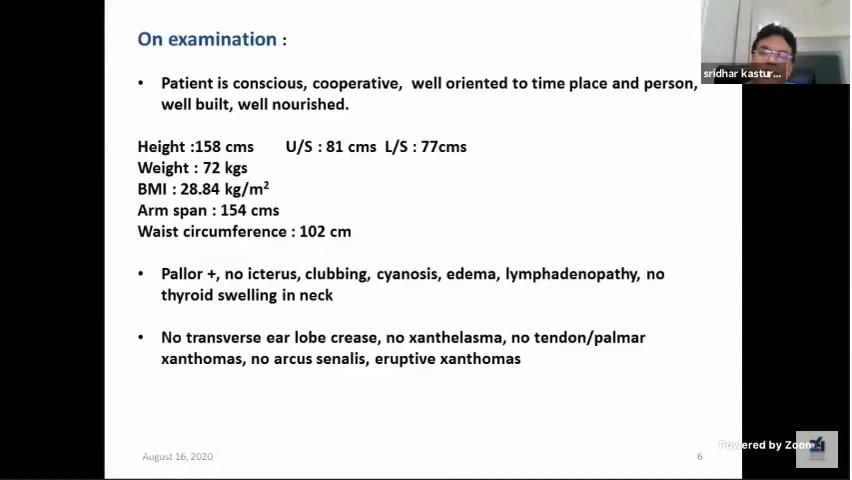 On examination :
sridhar kastur...
• Patient is conscious, cooperative, well oriented to time place and person,
well built, well nourished.
Height :158 cms U/S : 81 cms L/S : 77cms
Weight : 72 kgs
BMI : 28.84 kg/m²
Arm span : 154 cms
Waist circumference : 102 cm
• Pallor +, no icterus, clubbing, cyanosis, edema, lymphadenopathy, no
thyroid swelling in neck
• No transverse ear lobe crease, no xanthelasma, no tendon/palmar
xanthomas, no arcus senalis, eruptive xanthomas
Powered by Zoom
August 16, 2020 6